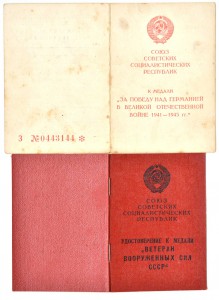 СОЮЗ
СОВЕТСКИХ
СОЦИАЛИСТИЧЕСКИХ
РЕСПУБЛИК
К МЕДАЛИ
"ЗА ПОБЕДУ НАД ГЕРМАНИЕЙ
В ВЕЛИКОЙ ОТЕЧЕСТВЕННОЙ
ВОЙНЕ 1941—1945 гг."
З №0443144 *
СОЮЗ
СОВЕТСКИХ
СОЦИАЛИСТИЧЕСКИХ
РЕСПУБЛИК
УДОСТОВЕРЕНИЕ К МЕДАЛИ
"ВЕТЕРАН
ВООРУЖЕННЫХ СИЛ
СССР"